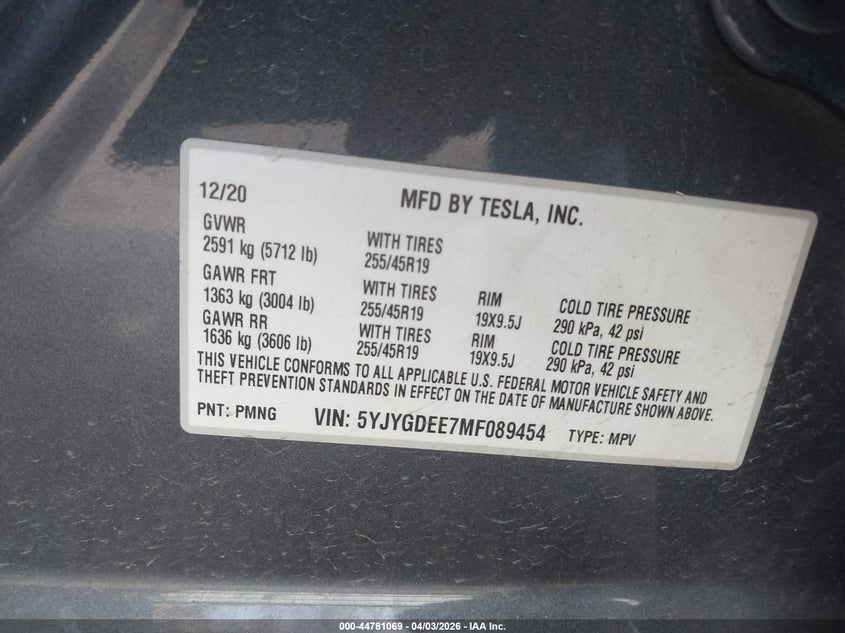 12/20 MFD BY TESLA, INC.
GVWR
2591 kg (5712 lb) WITH TIRES 255/45R19
GAWR FRT
1363 kg (3004 lb) WITH TIRES 255/45R19 RIM 19X9.5J COLD TIRE PRESSURE 290 kPa, 42 psi
GAWR RR
1636 kg (3606 lb) WITH TIRES 255/45R19 RIM 19X9.5J COLD TIRE PRESSURE 290 kPa, 42 psi
THIS VEHICLE CONFORMS TO ALL APPLICABLE U.S. FEDERAL MOTOR VEHICLE SAFETY AND
THEFT PREVENTION STANDARDS IN EFFECT ON THE DATE OF MANUFACTURE SHOWN ABOVE.
PNT: PMNG VIN: 5YJYGDEE7MF089454 TYPE: MPV
000-44781069 04/03/2026 - IAA Inc.